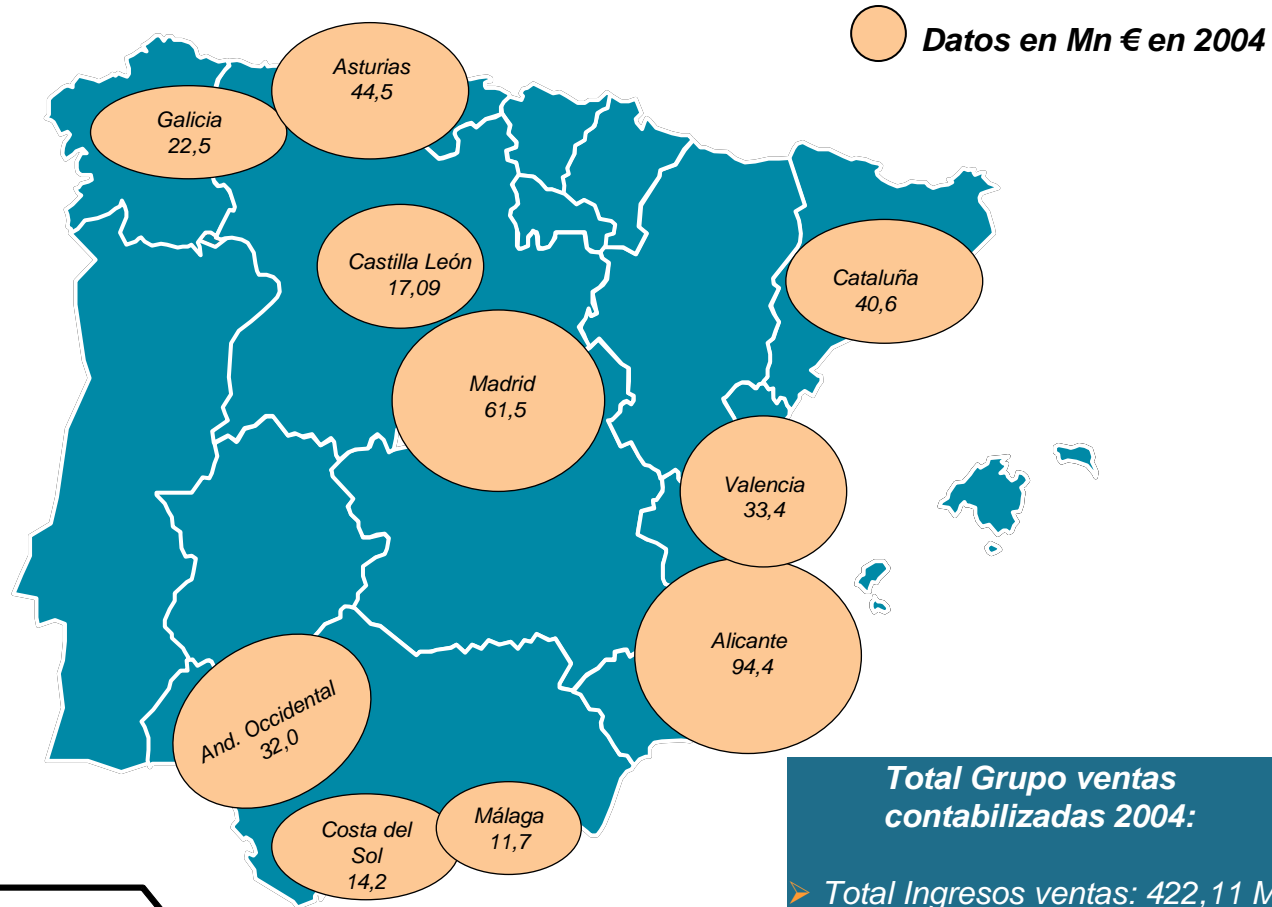 Datos en Mn € en 2004
Asturias
44,5
Galicia
22,5
Castilla León
17,09
Cataluña
40,6
Madrid
61,5
Valencia
33,4
Alicante
94,4
And. Occidental
32,0
Costa del
Sol
14,2
Málaga
11,7
Total Grupo ventas
contabilizadas 2004:
➤ Total Ingresos ventas: 422,11 M